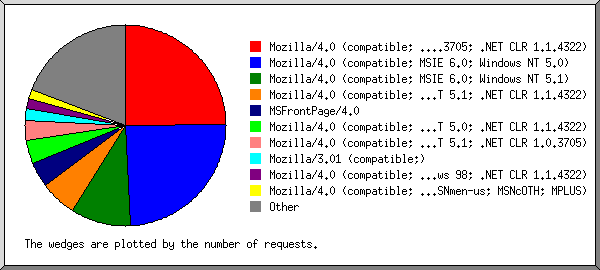 Mozilla/4.0 (compatible; ....3705; .NET CLR 1.1.4322)
Mozilla/4.0 (compatible; MSIE 6.0; Windows NT 5.0)
Mozilla/4.0 (compatible; MSIE 6.0; Windows NT 5.1)
Mozilla/4.0 (compatible; ...T 5.1; .NET CLR 1.1.4322)
MSFrontPage/4.0
Mozilla/4.0 (compatible; ...T 5.0; .NET CLR 1.1.4322)
Mozilla/4.0 (compatible; ...T 5.1; .NET CLR 1.0.3705)
Mozilla/3.01 (compatible;)
Mozilla/4.0 (compatible; ...ws 98; .NET CLR 1.1.4322)
Mozilla/4.0 (compatible; ...SNmen-us; MSNcOTH; MPLUS)
Other
The wedges are plotted by the number of requests.